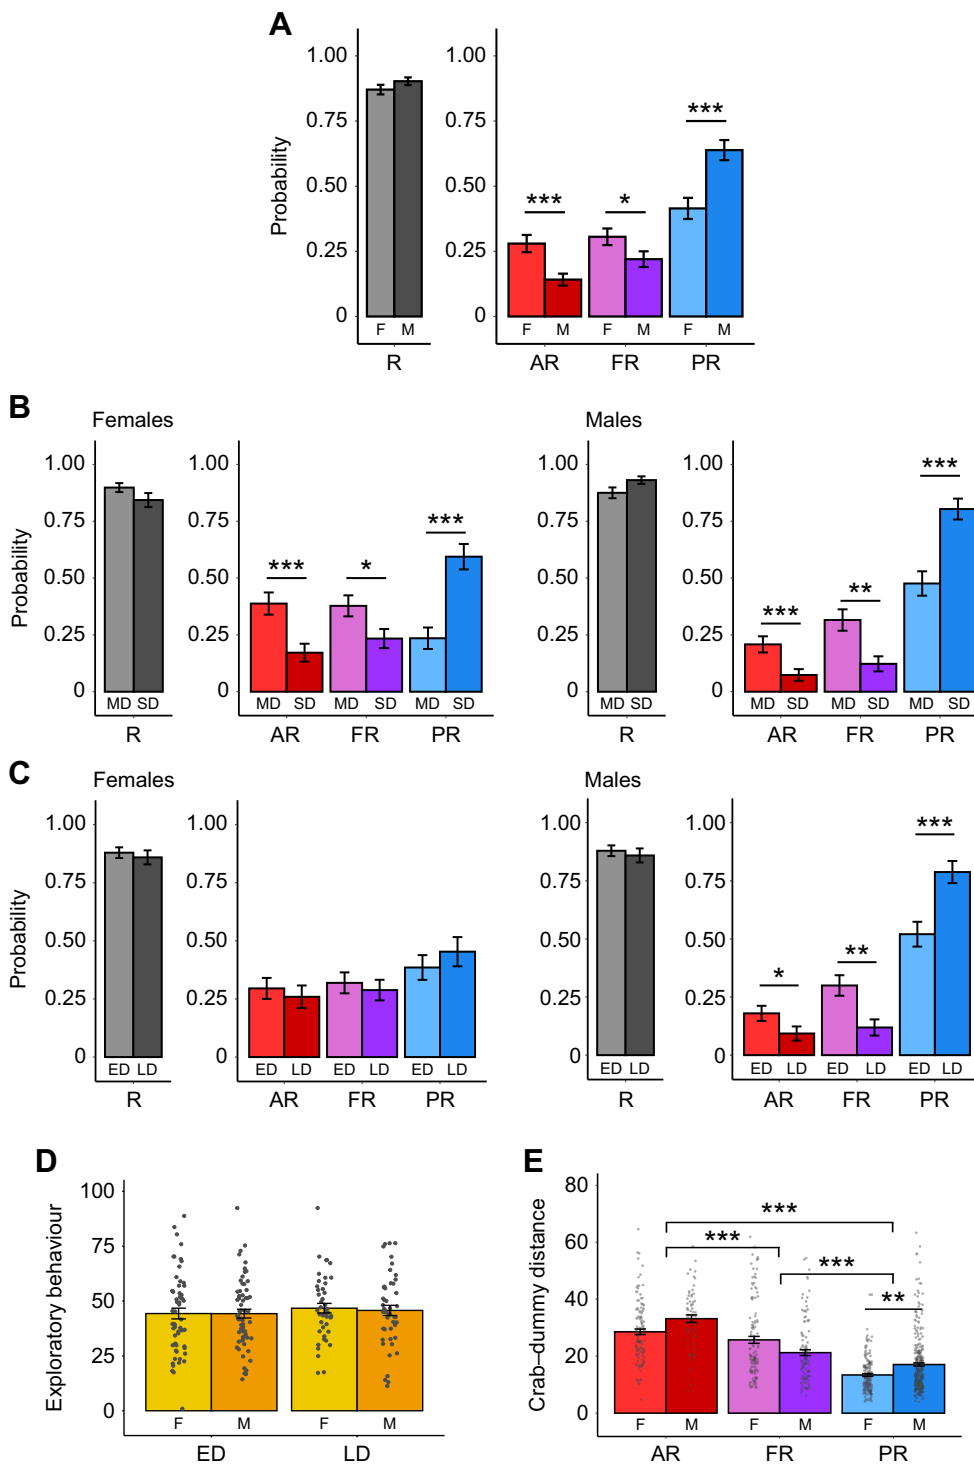 A
Probability
1.00
0.75
0.50
0.25
0
F M
R
1.00
0.75
0.50
0.25
0
***
*
***
F M F M F M
AR FR PR
B
Females
Probability
1.00
0.75
0.50
0.25
0
MD SD
R
1.00
0.75
0.50
0.25
0
***
*
***
MD SD MD SD MD SD
AR FR PR
Males
1.00
0.75
0.50
0.25
0
MD SD
R
1.00
0.75
0.50
0.25
0
***
**
***
MD SD MD SD MD SD
AR FR PR
C
Females
Probability
1.00
0.75
0.50
0.25
0
ED LD
R
1.00
0.75
0.50
0.25
0
ED LD ED LD ED LD
AR FR PR
Males
1.00
0.75
0.50
0.25
0
ED LD
R
1.00
0.75
0.50
0.25
0
*
**
***
ED LD ED LD ED LD
AR FR PR
D
Exploratory behaviour
100
75
50
25
0
F M F M
ED LD
E
Crab–dummy distance
80
60
40
20
0
***
***
***
**
F M F M F M
AR FR PR